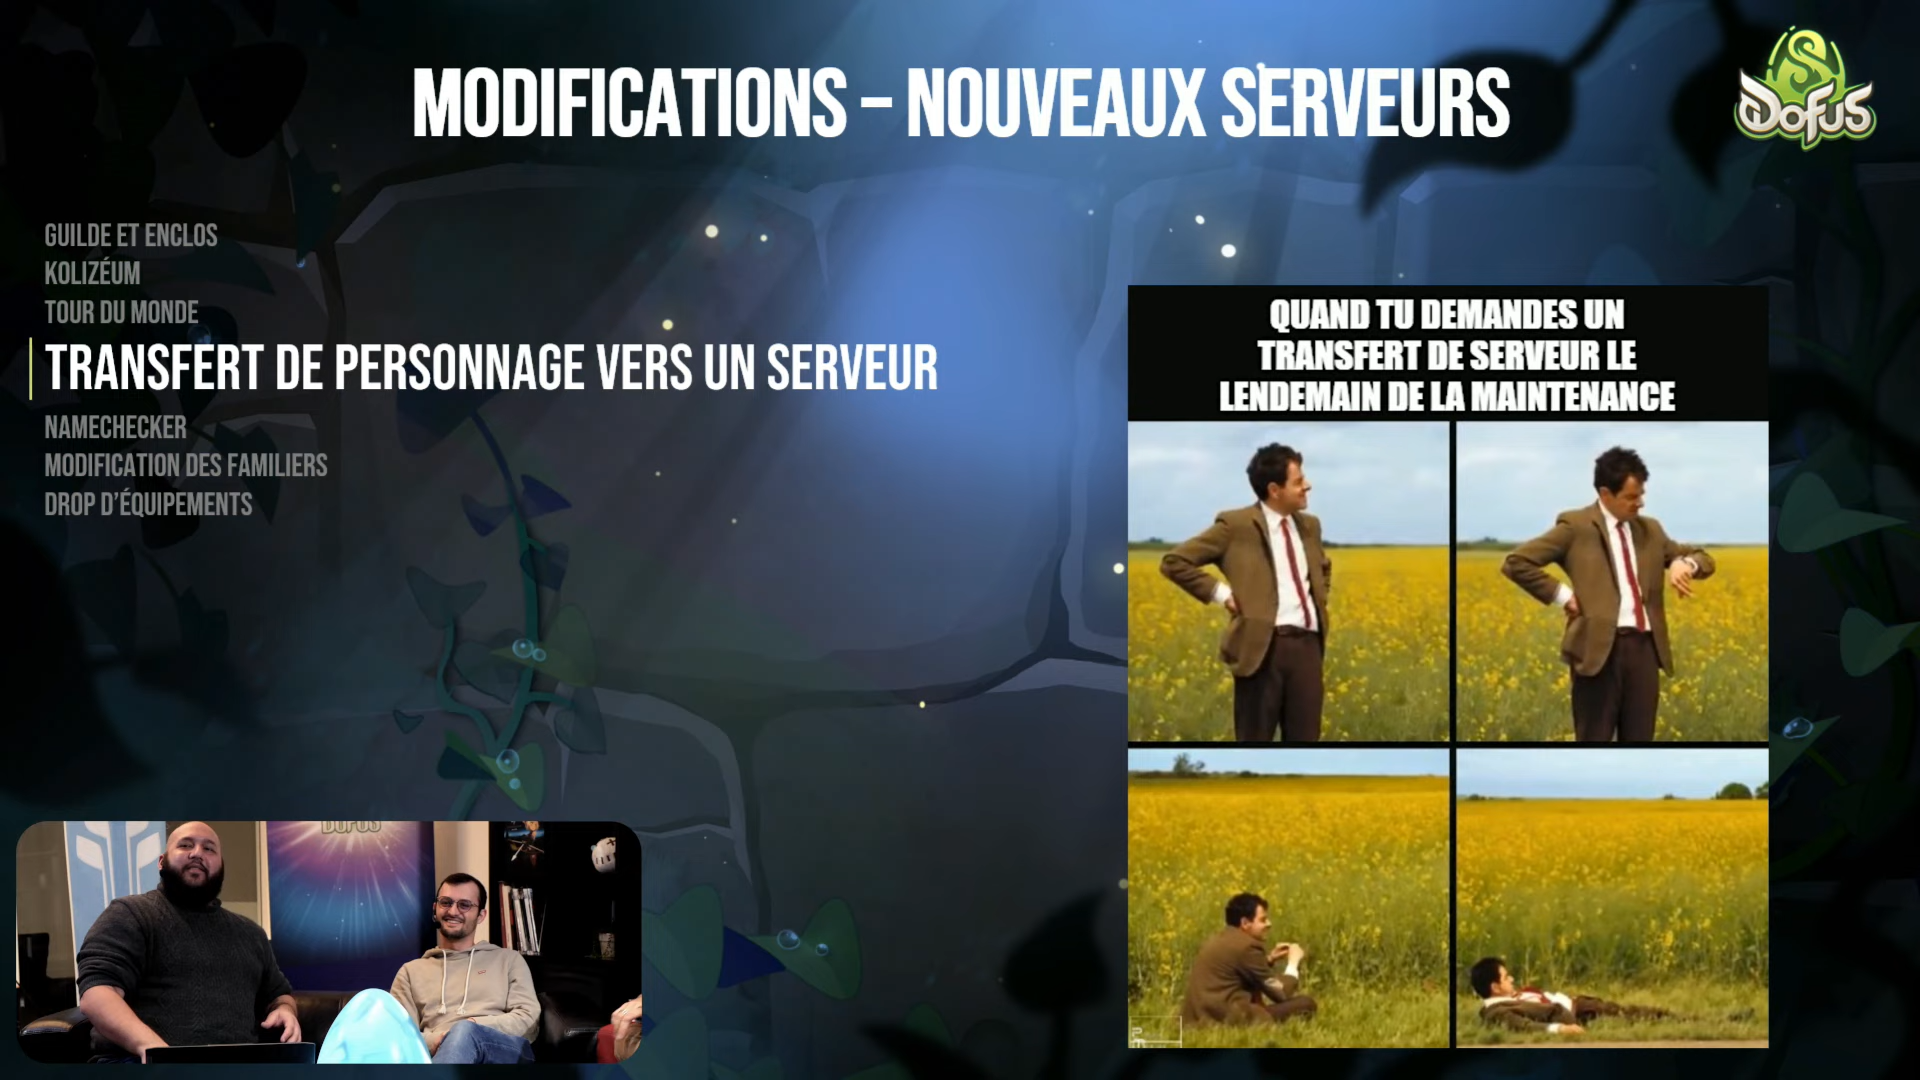 MODIFICATIONS – NOUVEAUX SERVEURS
DOFUS
GUILDE ET ENCLOS
KOLIZÉUM
TOUR DU MONDE
TRANSFERT DE PERSONNAGE VERS UN SERVEUR
NAMECHECKER
MODIFICATION DES FAMILIERS
DROP D'ÉQUIPEMENTS
QUAND TU DEMANDES UN
TRANSFERT DE SERVEUR LE
LENDEMAIN DE LA MAINTENANCE
DOFUS